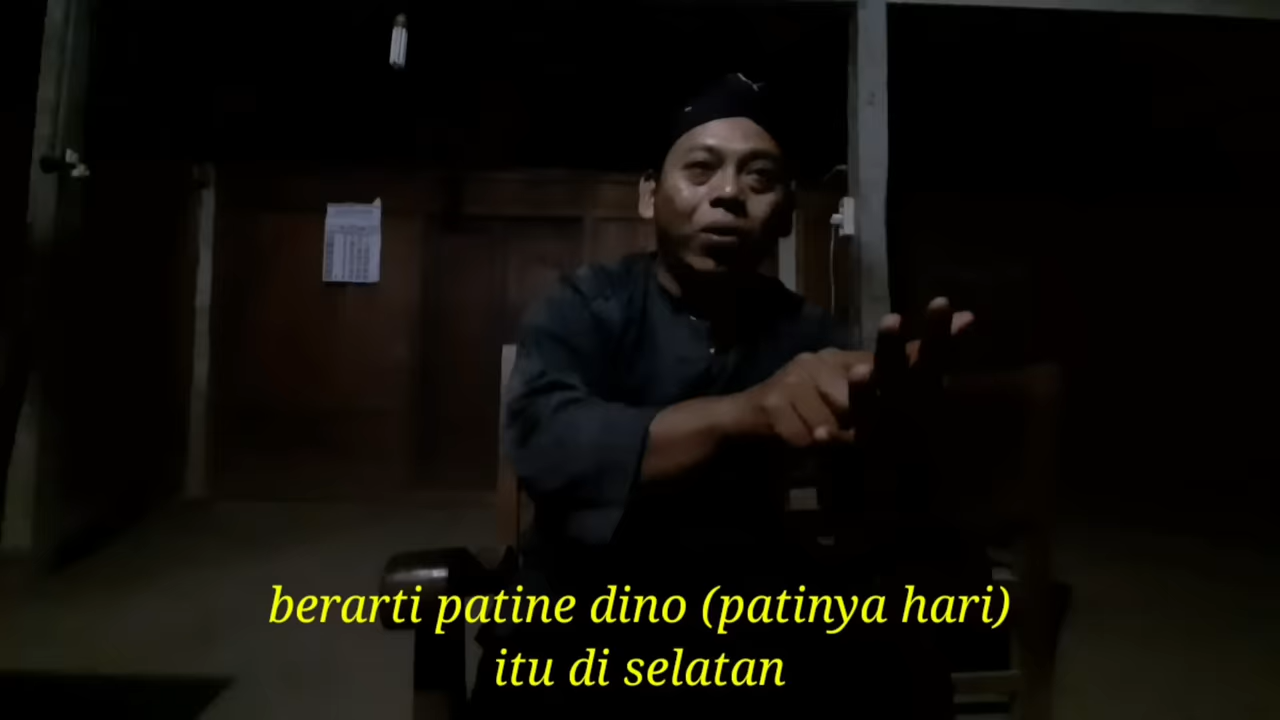 berarti patine dino (patinya hari)
itu di selatan